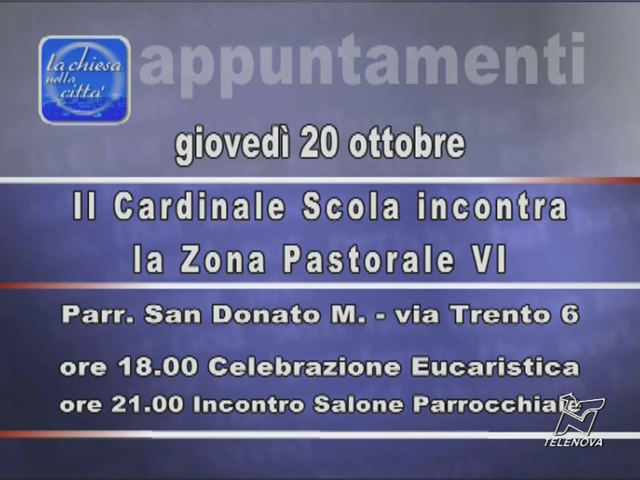 la chiesa
nella
città
appuntamenti
giovedì 20 ottobre
Il Cardinale Scola incontra
la Zona Pastorale VI
Parr. San Donato M. - via Trento 6
ore 18.00 Celebrazione Eucaristica
ore 21.00 Incontro Salone Parrocchiale
TELENOVA